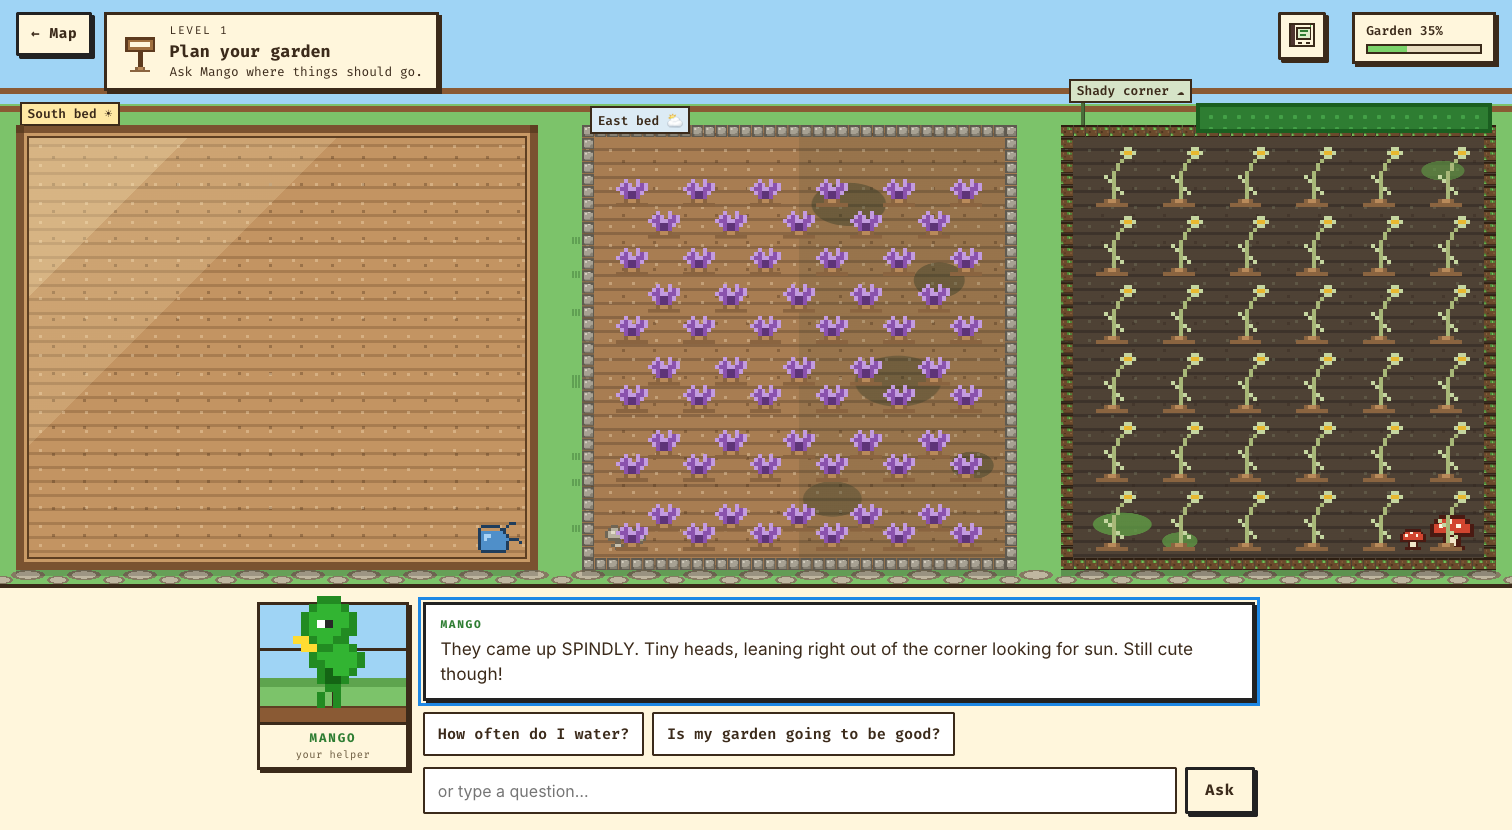 ← Map
LEVEL 1
Plan your garden
Ask Mango where things should go.
Garden 35%
South bed ☀
East bed ⛅
Shady corner ☁
MANGO
They came up SPINDLY. Tiny heads, leaning right out of the corner looking for sun. Still cute
though!
MANGO
your helper
How often do I water?
Is my garden going to be good?
or type a question...
Ask